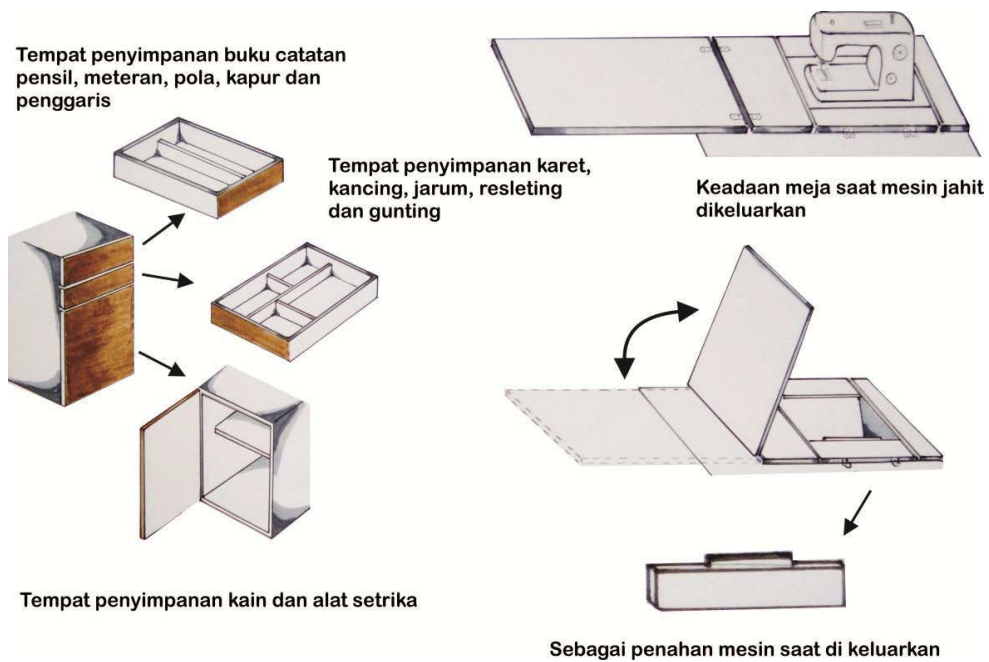 Tempat penyimpanan buku catatan
pensil, meteran, pola, kapur dan
penggaris
Tempat penyimpanan karet,
kancing, jarum, resleting
dan gunting
Keadaan meja saat mesin jahit
dikeluarkan
Tempat penyimpanan kain dan alat setrika
Sebagai penahan mesin saat di keluarkan